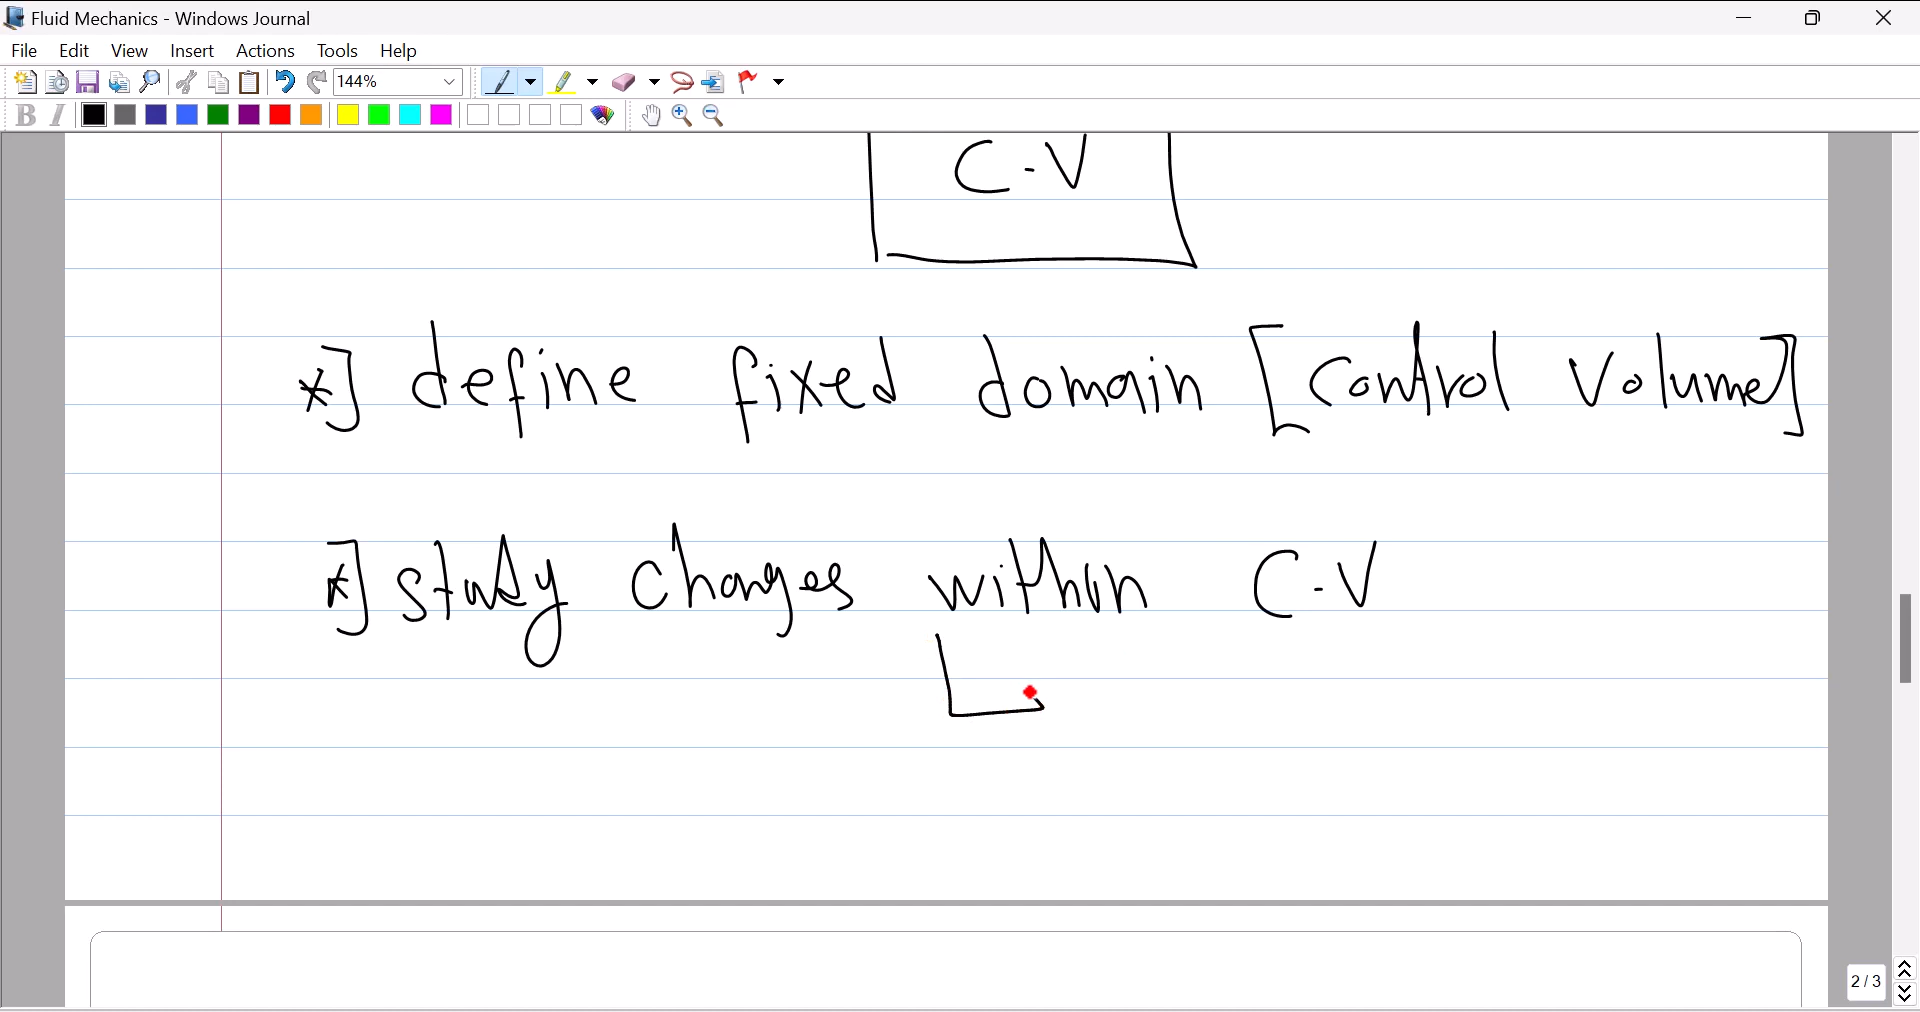 Fluid Mechanics - Windows Journal
File Edit View Insert Actions Tools Help
144%
B I
C-V
*] define fixed domain [Control Volume]
*] study changes within C-V
2 / 3